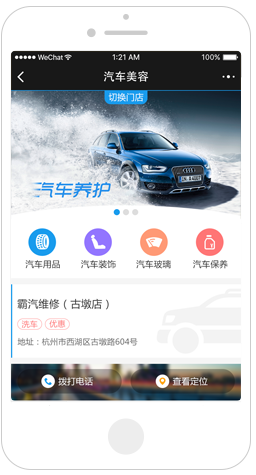 ●●●●● WeChat 1:21 AM 100%
汽车美容
切换门店
汽车养护
汽车用品 汽车装饰 汽车玻璃 汽车保养
霸汽维修（古墩店）
洗车 优惠
地址：杭州市西湖区古墩路604号
拨打电话 查看定位